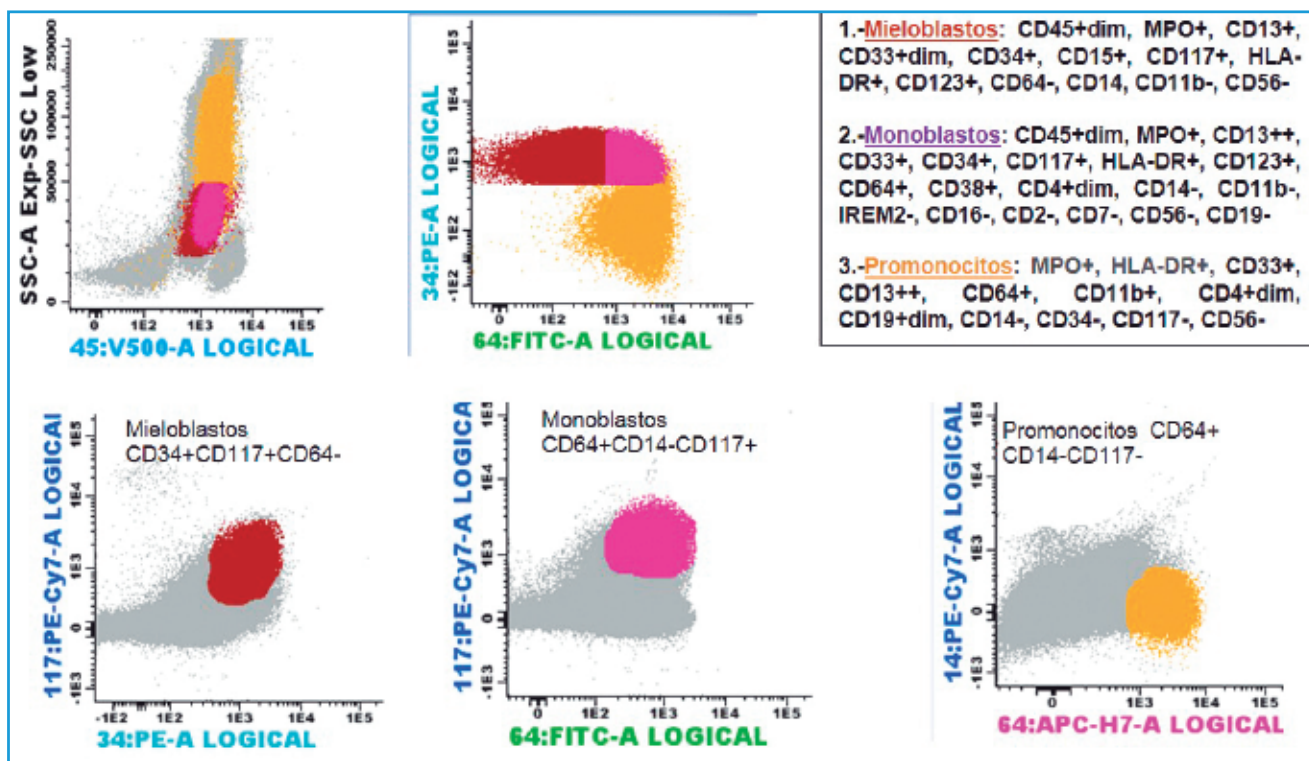 SSC-A Exp-SSC Low
0 50000 100000 250000
0 1E2 1E3 1E4 1E5
45:V500-A LOGICAL
34:PE-A LOGICAL
-1E2 1E2 1E3 1E4 1E5
0 1E2 1E3 1E4 1E5
64:FITC-A LOGICAL
1.-Mieloblastos: CD45+dim, MPO+, CD13+,
CD33+dim, CD34+, CD15+, CD117+, HLA-
DR+, CD123+, CD64-, CD14, CD11b-, CD56-
2.-Monoblastos: CD45+dim, MPO+, CD13++,
CD33+, CD34+, CD117+, HLA-DR+, CD123+,
CD64+, CD38+, CD4+dim, CD14-, CD11b-,
IREM2-, CD16-, CD2-, CD7-, CD56-, CD19-
3.-Promonocitos: MPO+, HLA-DR+, CD33+,
CD13++, CD64+, CD11b+, CD4+dim,
CD19+dim, CD14-, CD34-, CD117-, CD56-
117:PE-Cy7-A LOGICAl
-1E3 0 1E3 1E4 1E5
Mieloblastos
CD34+CD117+CD64-
-1E2 1E2 1E3 1E4 1E5
34:PE-A LOGICAL
117:PE-Cy7-A LOGICA
-1E3 0 1E3 1E4 1E5
Monoblastos
CD64+CD14-CD117+
0 1E2 1E3 1E4 1E5
64:FITC-A LOGICAL
14:PE-Cy7-A LOGICAL
-1E3 0 1E3 1E4 1E5
Promonocitos CD64+
CD14-CD117-
0 1E3 1E4 1E5
64:APC-H7-A LOGICAL